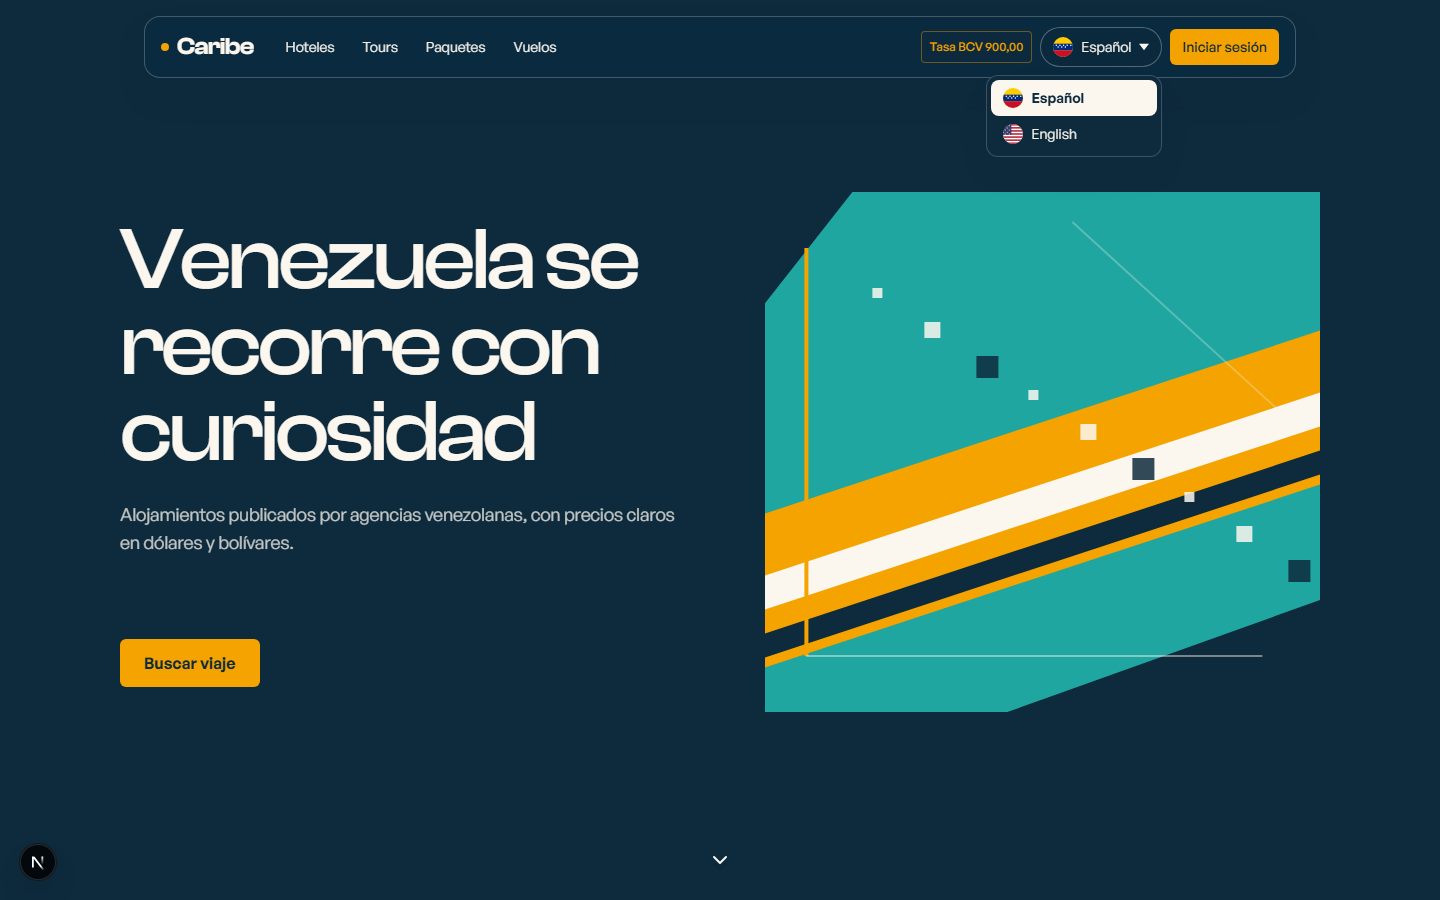 Caribe
Hoteles
Tours
Paquetes
Vuelos
Tasa BCV 900,00
Español
Iniciar sesión
Español
English
Venezuela se
recorre con
curiosidad
Alojamientos publicados por agencias venezolanas, con precios claros
en dólares y bolívares.
Buscar viaje
N